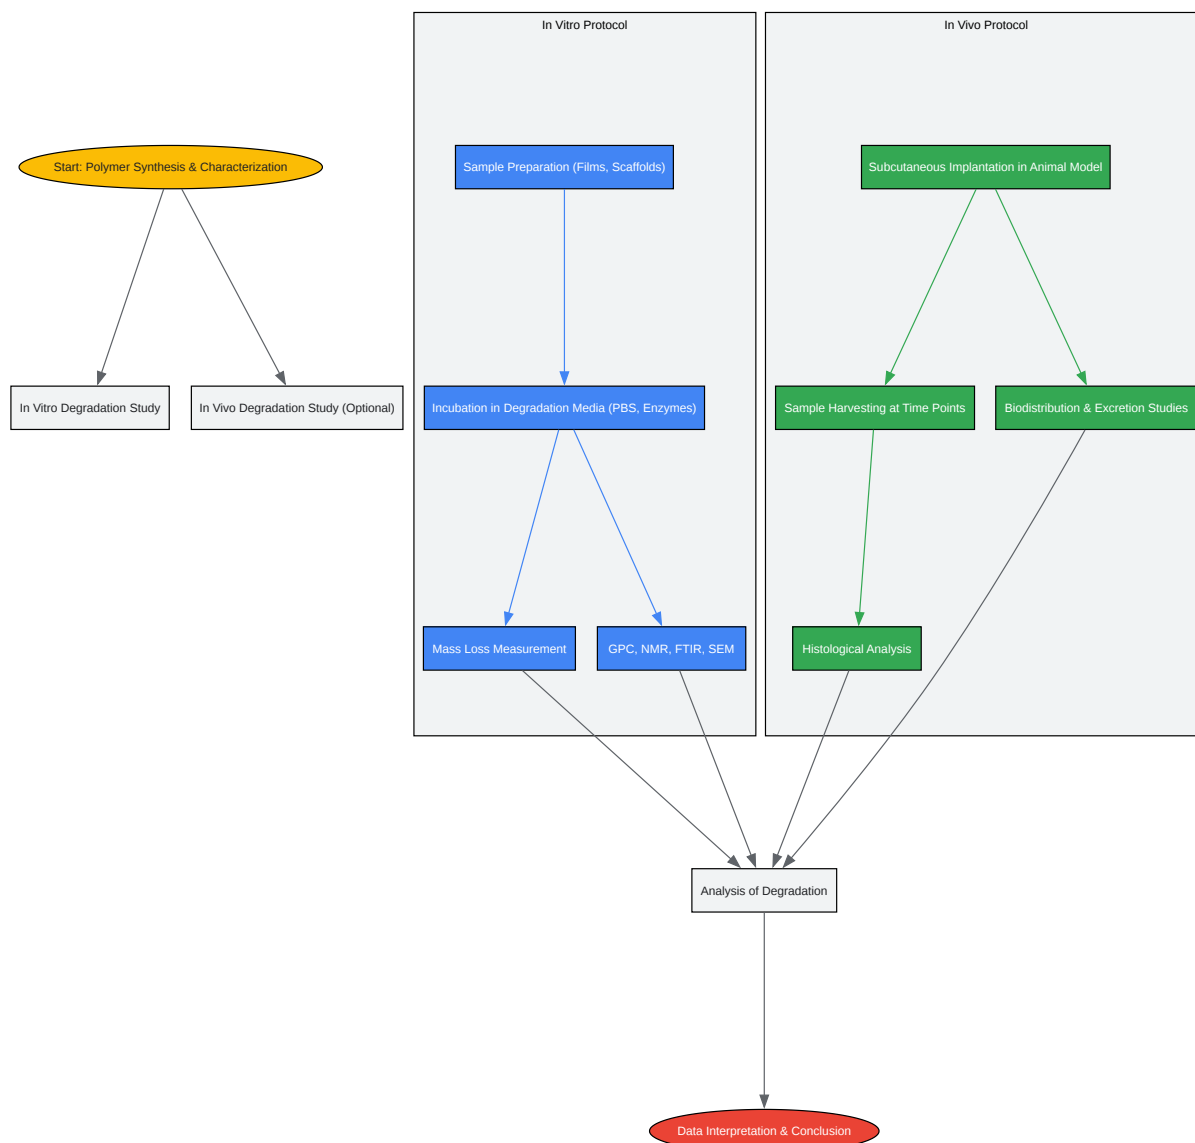 In Vitro Protocol
In Vivo Protocol
Start: Polymer Synthesis & Characterization
Sample Preparation (Films, Scaffolds)
Subcutaneous Implantation in Animal Model
In Vitro Degradation Study
In Vivo Degradation Study (Optional)
Incubation in Degradation Media (PBS, Enzymes)
Sample Harvesting at Time Points
Biodistribution & Excretion Studies
Mass Loss Measurement
GPC, NMR, FTIR, SEM
Histological Analysis
Analysis of Degradation
Data Interpretation & Conclusion